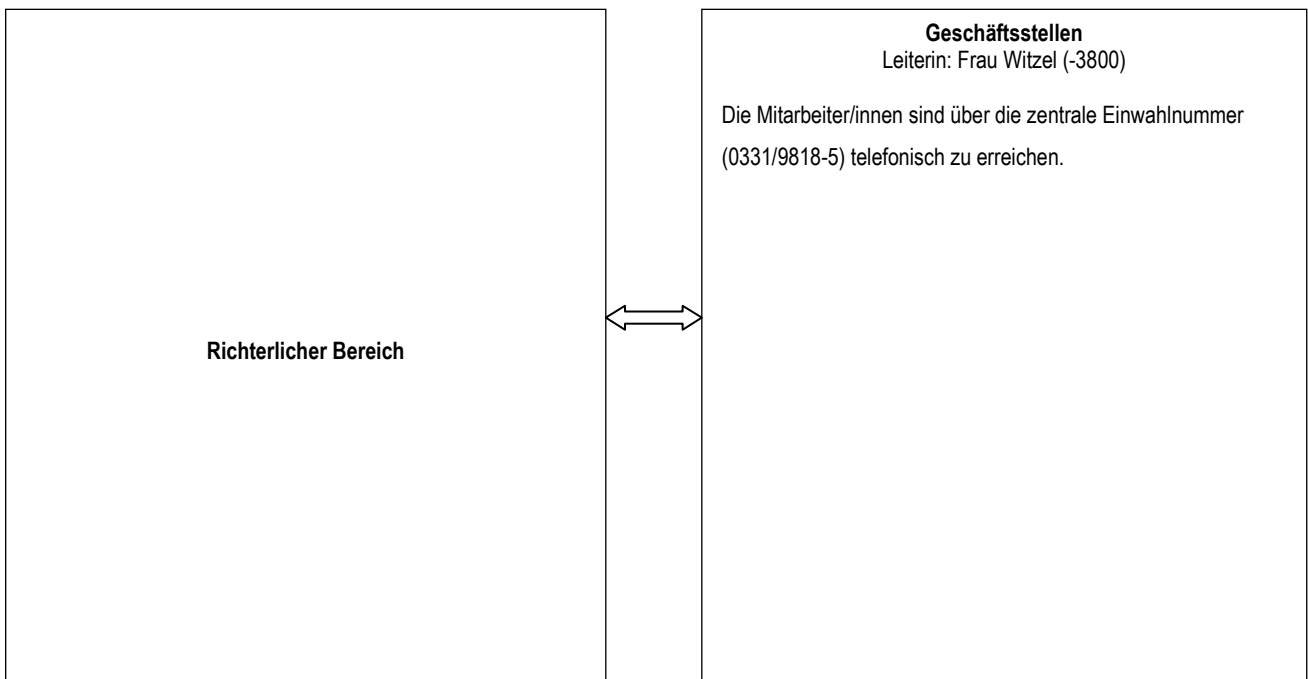 Geschäftsstellen
Leiterin: Frau Witzel (-3800)
Die Mitarbeiter/innen sind über die zentrale Einwahlnummer
(0331/9818-5) telefonisch zu erreichen.
Richterlicher Bereich